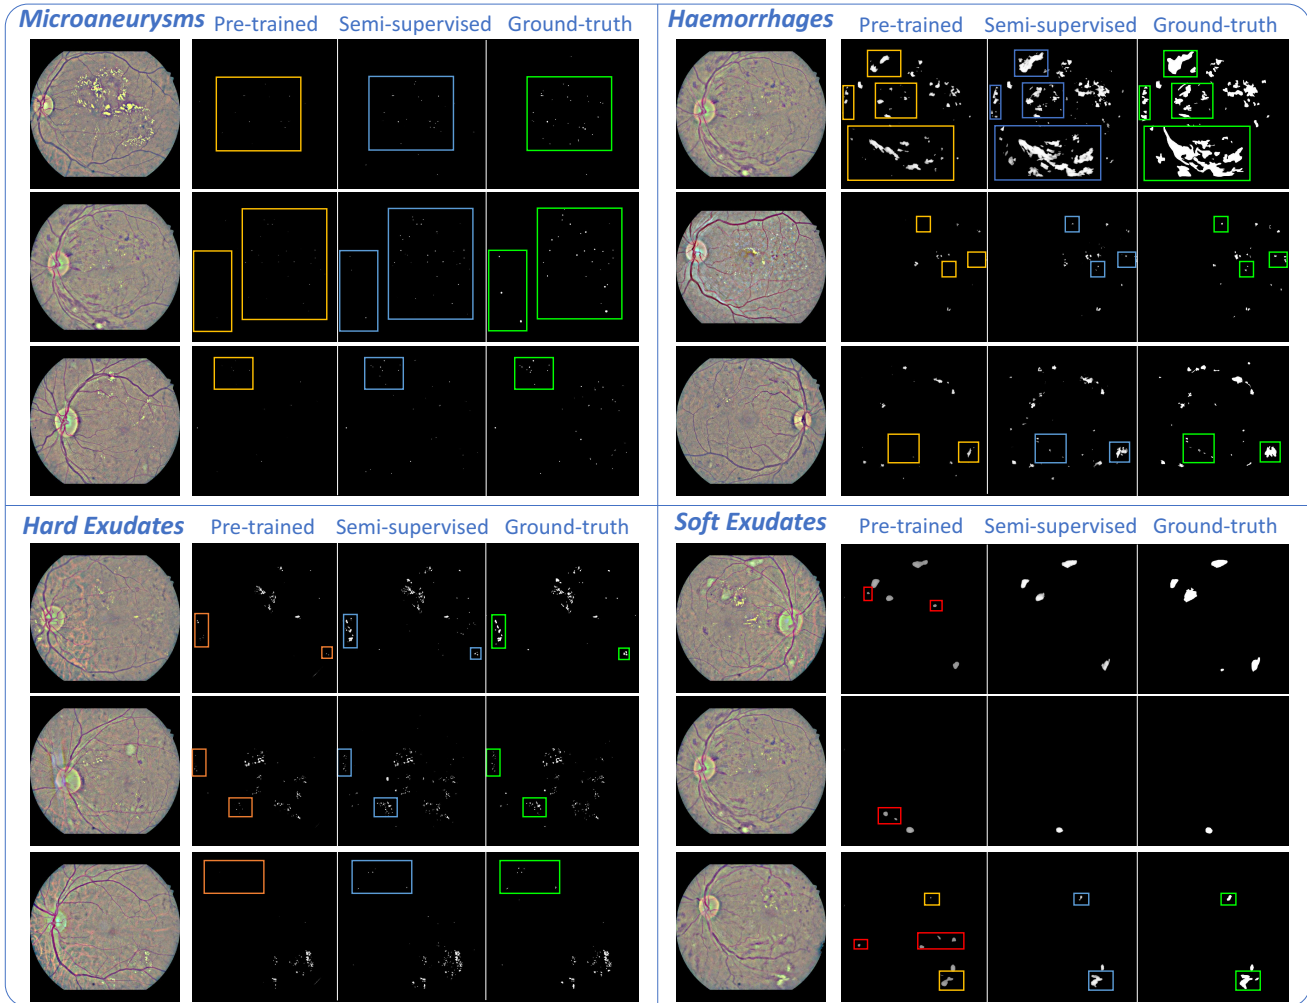 Microaneurysms Pre-trained Semi-supervised Ground-truth
Haemorrhages Pre-trained Semi-supervised Ground-truth
Hard Exudates Pre-trained Semi-supervised Ground-truth
Soft Exudates Pre-trained Semi-supervised Ground-truth